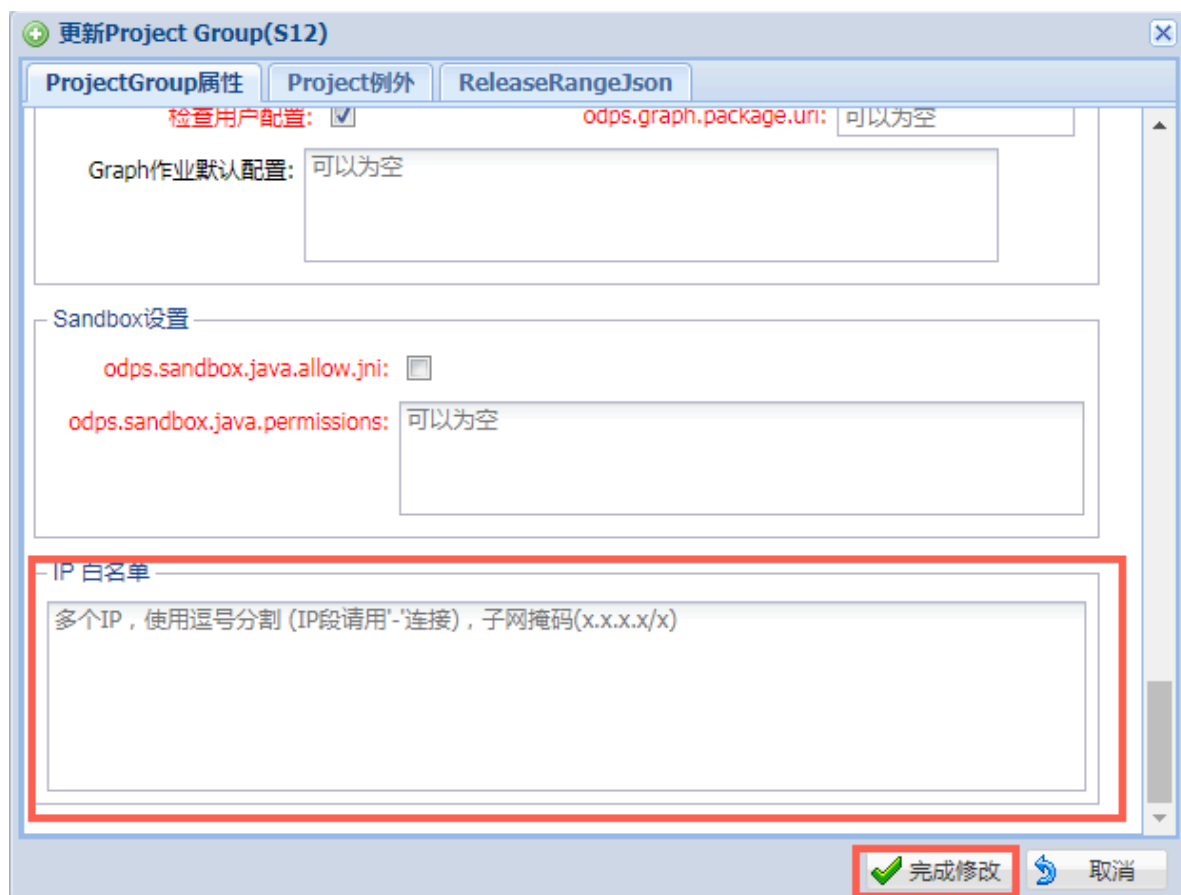 更新Project Group(S12)
ProjectGroup属性 Project例外 ReleaseRangeJson
检查用户配置: odps.graph.package.uri: 可以为空
Graph作业默认配置: 可以为空
Sandbox设置
odps.sandbox.java.allow.jni:
odps.sandbox.java.permissions: 可以为空
IP 白名单
多个IP，使用逗号分割 (IP段请用'-'连接)，子网掩码(x.x.x.x/x)
完成修改 取消